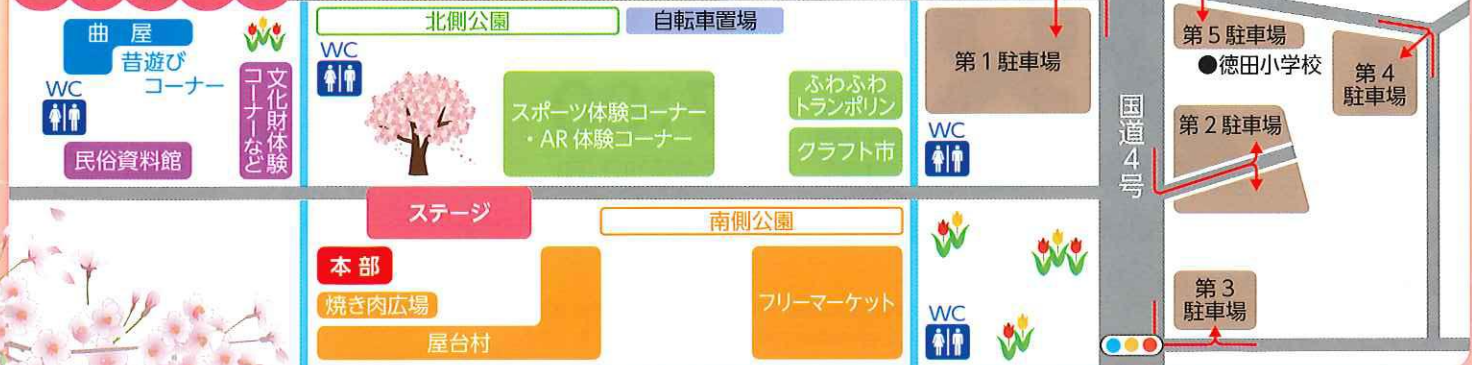 曲屋
昔遊び
コーナー
WC
民俗資料館
文化財体験
コーナーなど
北側公園
自転車置場
WC
スポーツ体験コーナー
・AR体験コーナー
ふわふわ
トランポリン
クラフト市
第1駐車場
WC
国道4号
第5駐車場
●徳田小学校
第4
駐車場
第2駐車場
ステージ
南側公園
本部
焼き肉広場
屋台村
フリーマーケット
WC
第3
駐車場